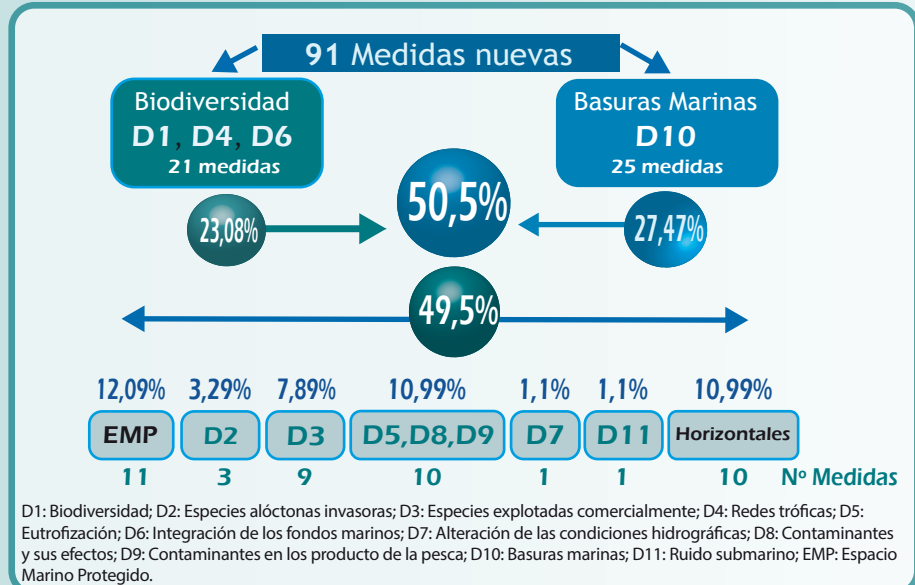 91 Medidas nuevas
Biodiversidad
D1, D4, D6
21 medidas
Basuras Marinas
D10
25 medidas
50,5%
23,08%
27,47%
49,5%
12,09% 3,29% 7,89% 10,99% 1,1% 1,1% 10,99%
EMP D2 D3 D5,D8,D9 D7 D11 Horizontales
11 3 9 10 1 1 10 Nº Medidas
D1: Biodiversidad; D2: Especies alóctonas invasoras; D3: Especies explotadas comercialmente; D4: Redes tróficas; D5:
Eutrofización; D6: Integración de los fondos marinos; D7: Alteración de las condiciones hidrográficas; D8: Contaminantes
y sus efectos; D9: Contaminantes en los producto de la pesca; D10: Basuras marinas; D11: Ruido submarino; EMP: Espacio
Marino Protegido.